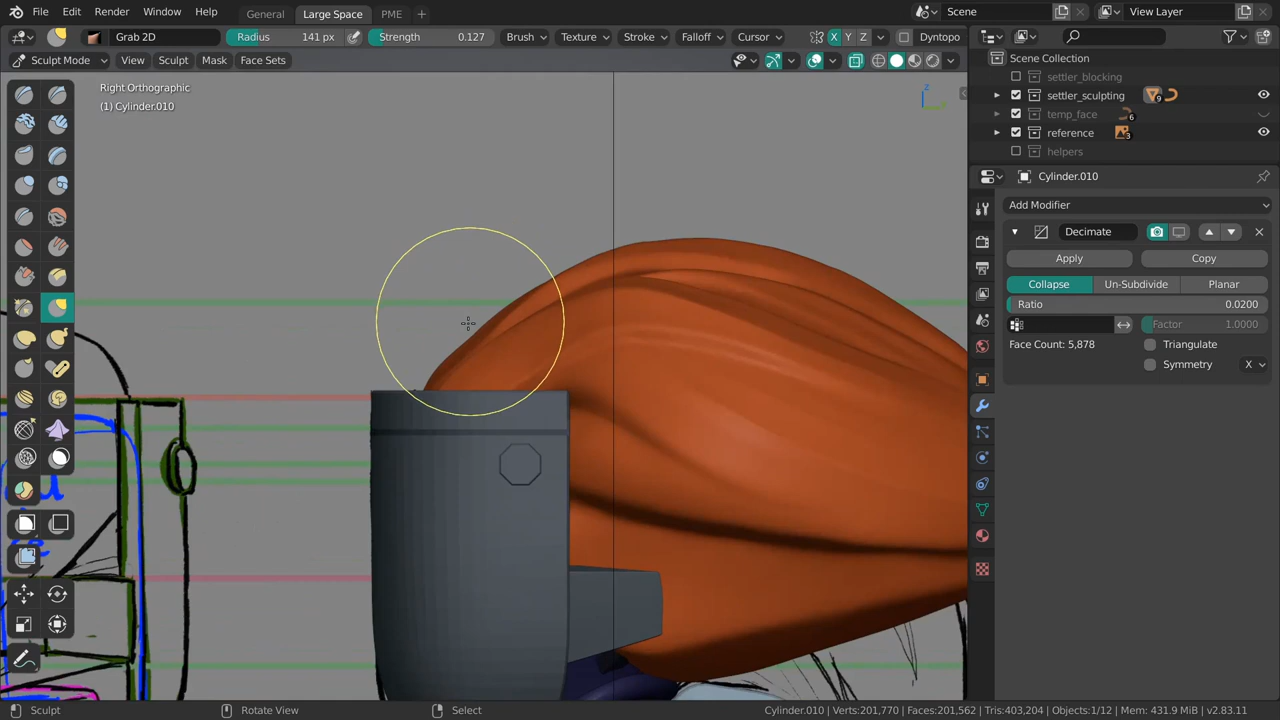 File Edit Render Window Help General Large Space PME Scene View Layer
Grab 2D Radius 141 px Strength 0.127 Brush Texture Stroke Falloff Cursor X Y Z Dyntopo
Sculpt Mode View Sculpt Mask Face Sets
Right Orthographic
(1) Cylinder.010
Z
Scene Collection
settler_blocking
settler_sculpting 9
temp_face 6
reference 3
helpers
Cylinder.010
Add Modifier
Decimate
Apply Copy
Collapse Un-Subdivide Planar
Ratio 0.0200
Factor 1.0000
Face Count: 5,878 Triangulate
Symmetry X
Sculpt Rotate View Select Cylinder.010 | Verts:201,770 | Faces:201,562 | Tris:403,204 | Objects:1/12 | Mem: 431.9 MiB | v2.83.11